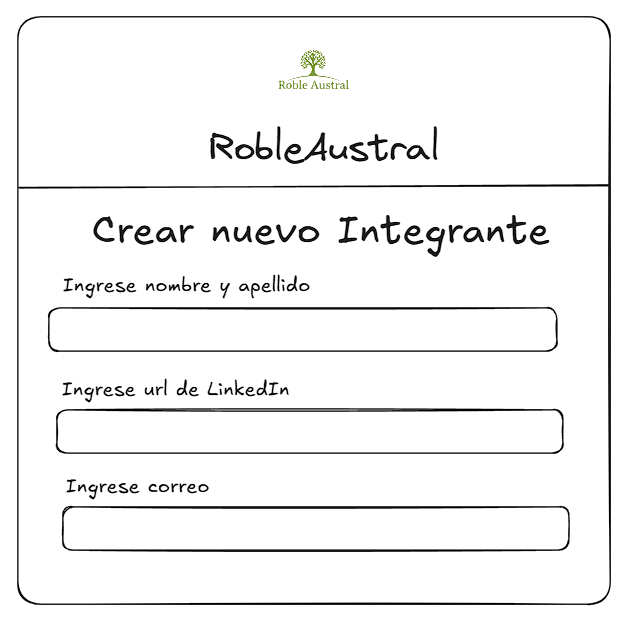 Roble Austral
RobleAustral
Crear nuevo Integrante
Ingrese nombre y apellido
Ingrese url de LinkedIn
Ingrese correo